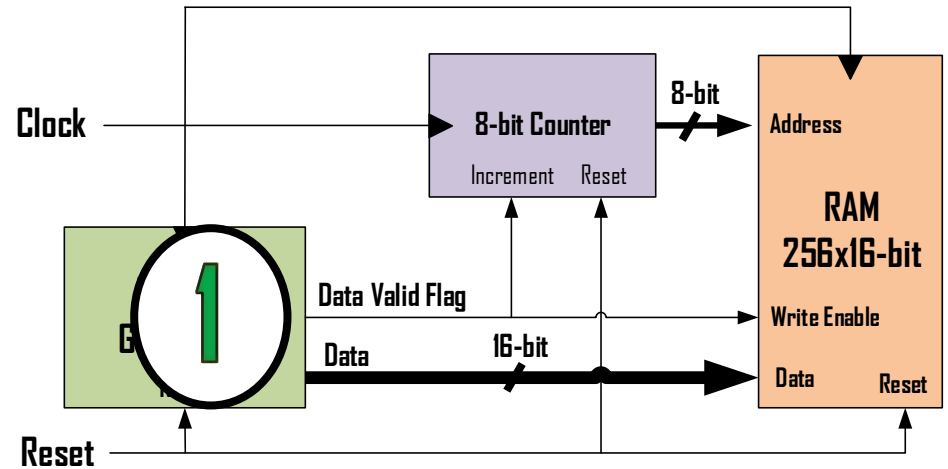 8-bit
Clock
8-bit Counter
Address
Increment Reset
RAM
256x16-bit
1
Data Valid Flag
Write Enable
16-bit
Data
Data
Reset
Reset